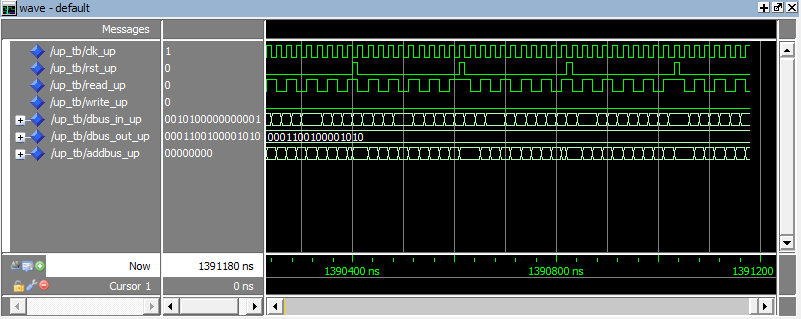 wave - default
Messages
/up_tb/clk_up 1
/up_tb/rst_up 0
/up_tb/read_up 0
/up_tb/write_up 0
/up_tb/dbus_in_up 0010100000000001
/up_tb/dbus_out_up 0001100100001010 0001100100001010
/up_tb/addbus_up 00000000
Now 1391180 ns 1390400 ns 1390800 ns 1391200
Cursor 1 0 ns